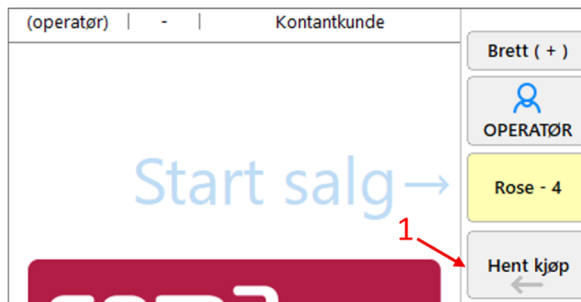 (operatør) | - | Kontantkunde
Brett ( + )
OPERATØR
Start salg→
Rose - 4
1
Hent kjøp
←